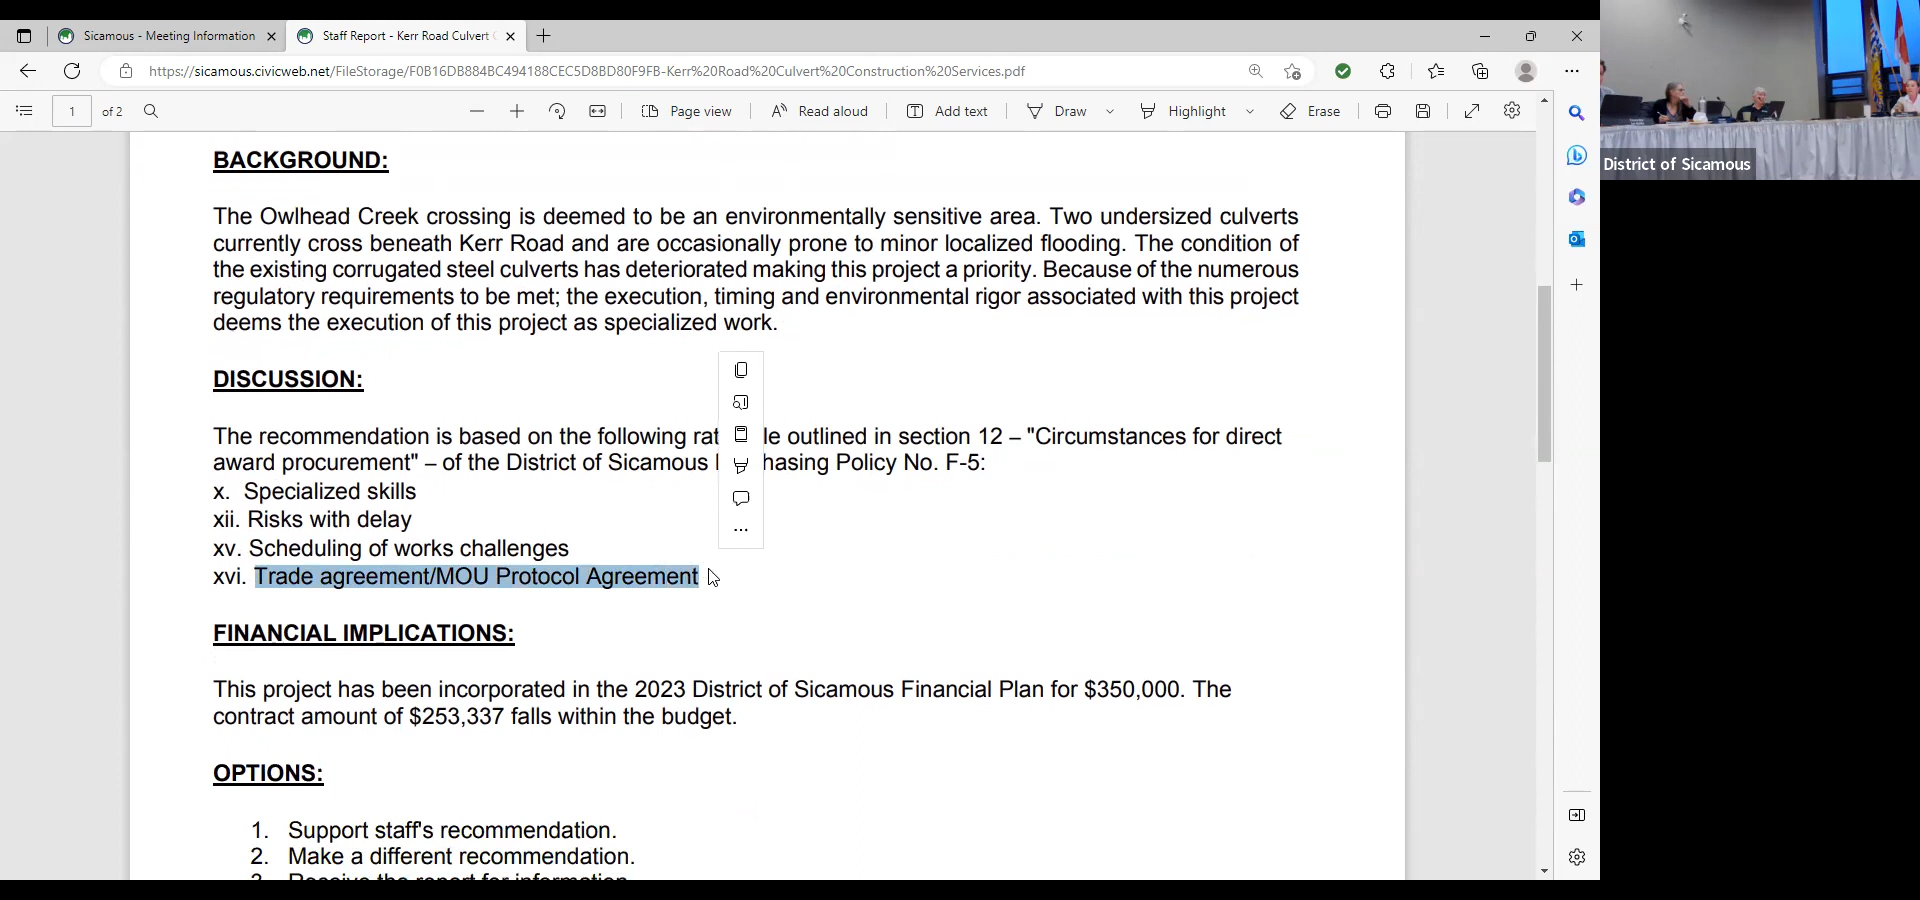 Sicamous - Meeting Information
Staff Report - Kerr Road Culvert
https://sicamous.civicweb.net/FileStorage/F0B16DB884BC494188CEC5D8BD80F9FB-Kerr%20Road%20Culvert%20Construction%20Services.pdf
1 of 2 Page view Read aloud Add text Draw Highlight Erase
District of Sicamous
BACKGROUND:
The Owlhead Creek crossing is deemed to be an environmentally sensitive area. Two undersized culverts
currently cross beneath Kerr Road and are occasionally prone to minor localized flooding. The condition of
the existing corrugated steel culverts has deteriorated making this project a priority. Because of the numerous
regulatory requirements to be met; the execution, timing and environmental rigor associated with this project
deems the execution of this project as specialized work.
DISCUSSION:
The recommendation is based on the following rat le outlined in section 12 – "Circumstances for direct
award procurement" – of the District of Sicamous hasing Policy No. F-5:
x. Specialized skills
xii. Risks with delay
xv. Scheduling of works challenges
xvi. Trade agreement/MOU Protocol Agreement
FINANCIAL IMPLICATIONS:
This project has been incorporated in the 2023 District of Sicamous Financial Plan for $350,000. The
contract amount of $253,337 falls within the budget.
OPTIONS:
1. Support staff's recommendation.
2. Make a different recommendation.
3. Receive the report for information.